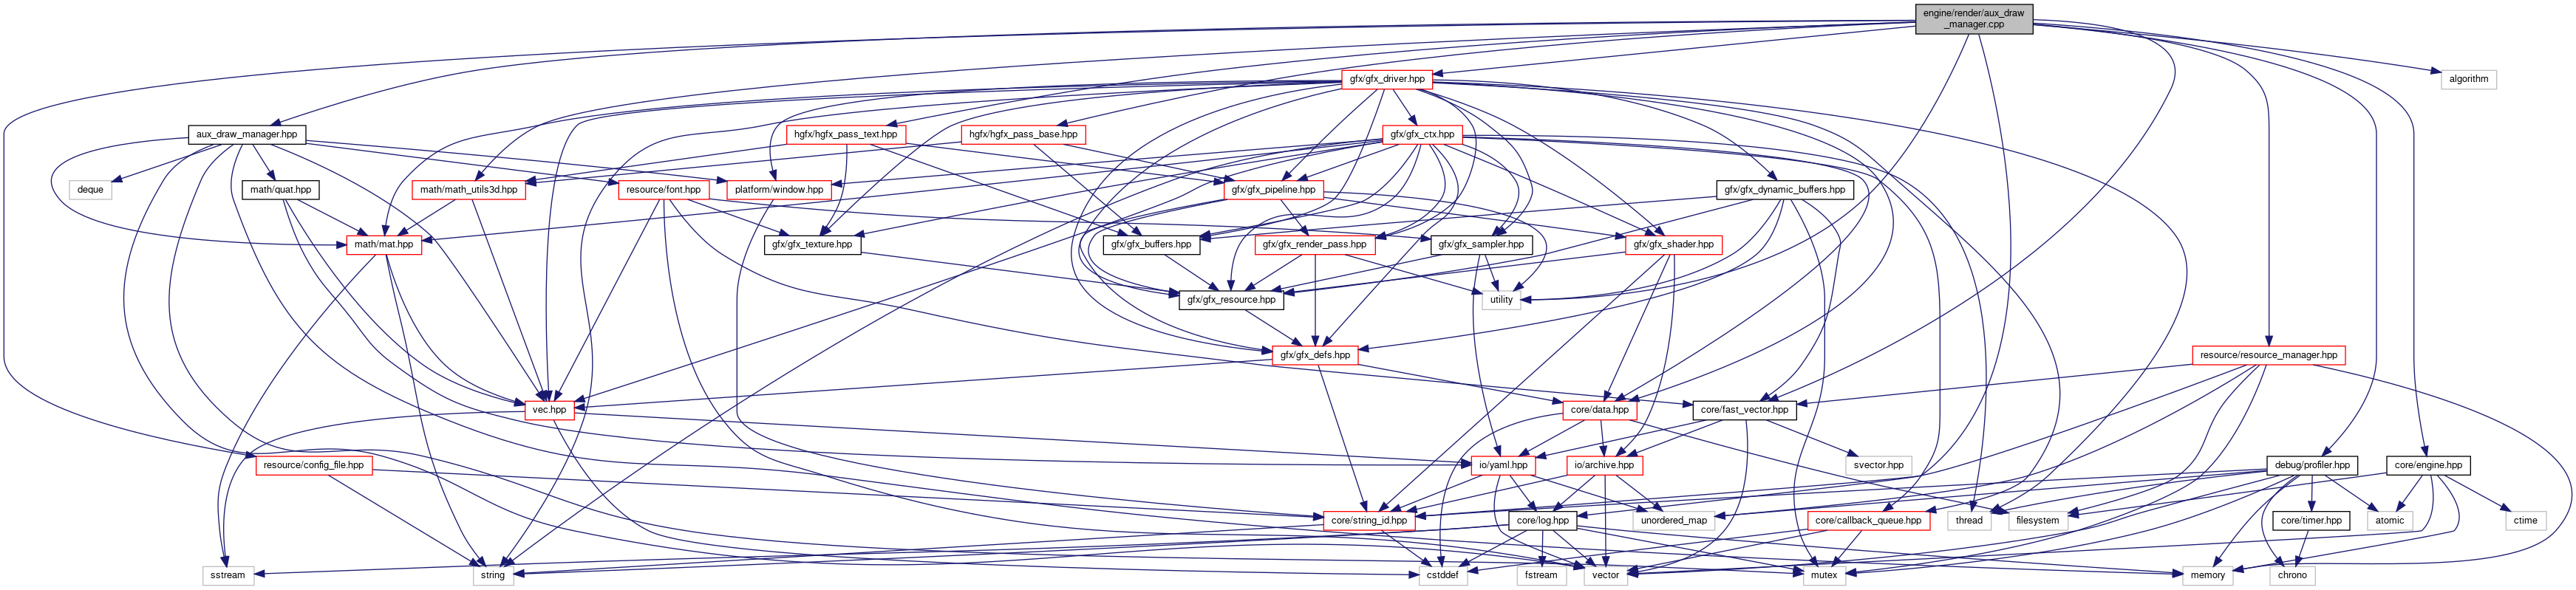 engine/render/aux_draw
_manager.cpp
gfx/gfx_driver.hpp
algorithm
aux_draw_manager.hpp
hgfx/hgfx_pass_text.hpp
hgfx/hgfx_pass_base.hpp
gfx/gfx_ctx.hpp
deque
math/quat.hpp
math/math_utils3d.hpp
resource/font.hpp
platform/window.hpp
gfx/gfx_pipeline.hpp
gfx/gfx_dynamic_buffers.hpp
math/mat.hpp
gfx/gfx_texture.hpp
gfx/gfx_buffers.hpp
gfx/gfx_render_pass.hpp
gfx/gfx_sampler.hpp
gfx/gfx_shader.hpp
gfx/gfx_resource.hpp
utility
gfx/gfx_defs.hpp
resource/resource_manager.hpp
vec.hpp
core/data.hpp
core/fast_vector.hpp
resource/config_file.hpp
io/yaml.hpp
io/archive.hpp
svector.hpp
debug/profiler.hpp
core/engine.hpp
core/string_id.hpp
core/log.hpp
unordered_map
core/callback_queue.hpp
thread
filesystem
core/timer.hpp
atomic
ctime
sstream
string
cstddef
fstream
vector
mutex
memory
chrono